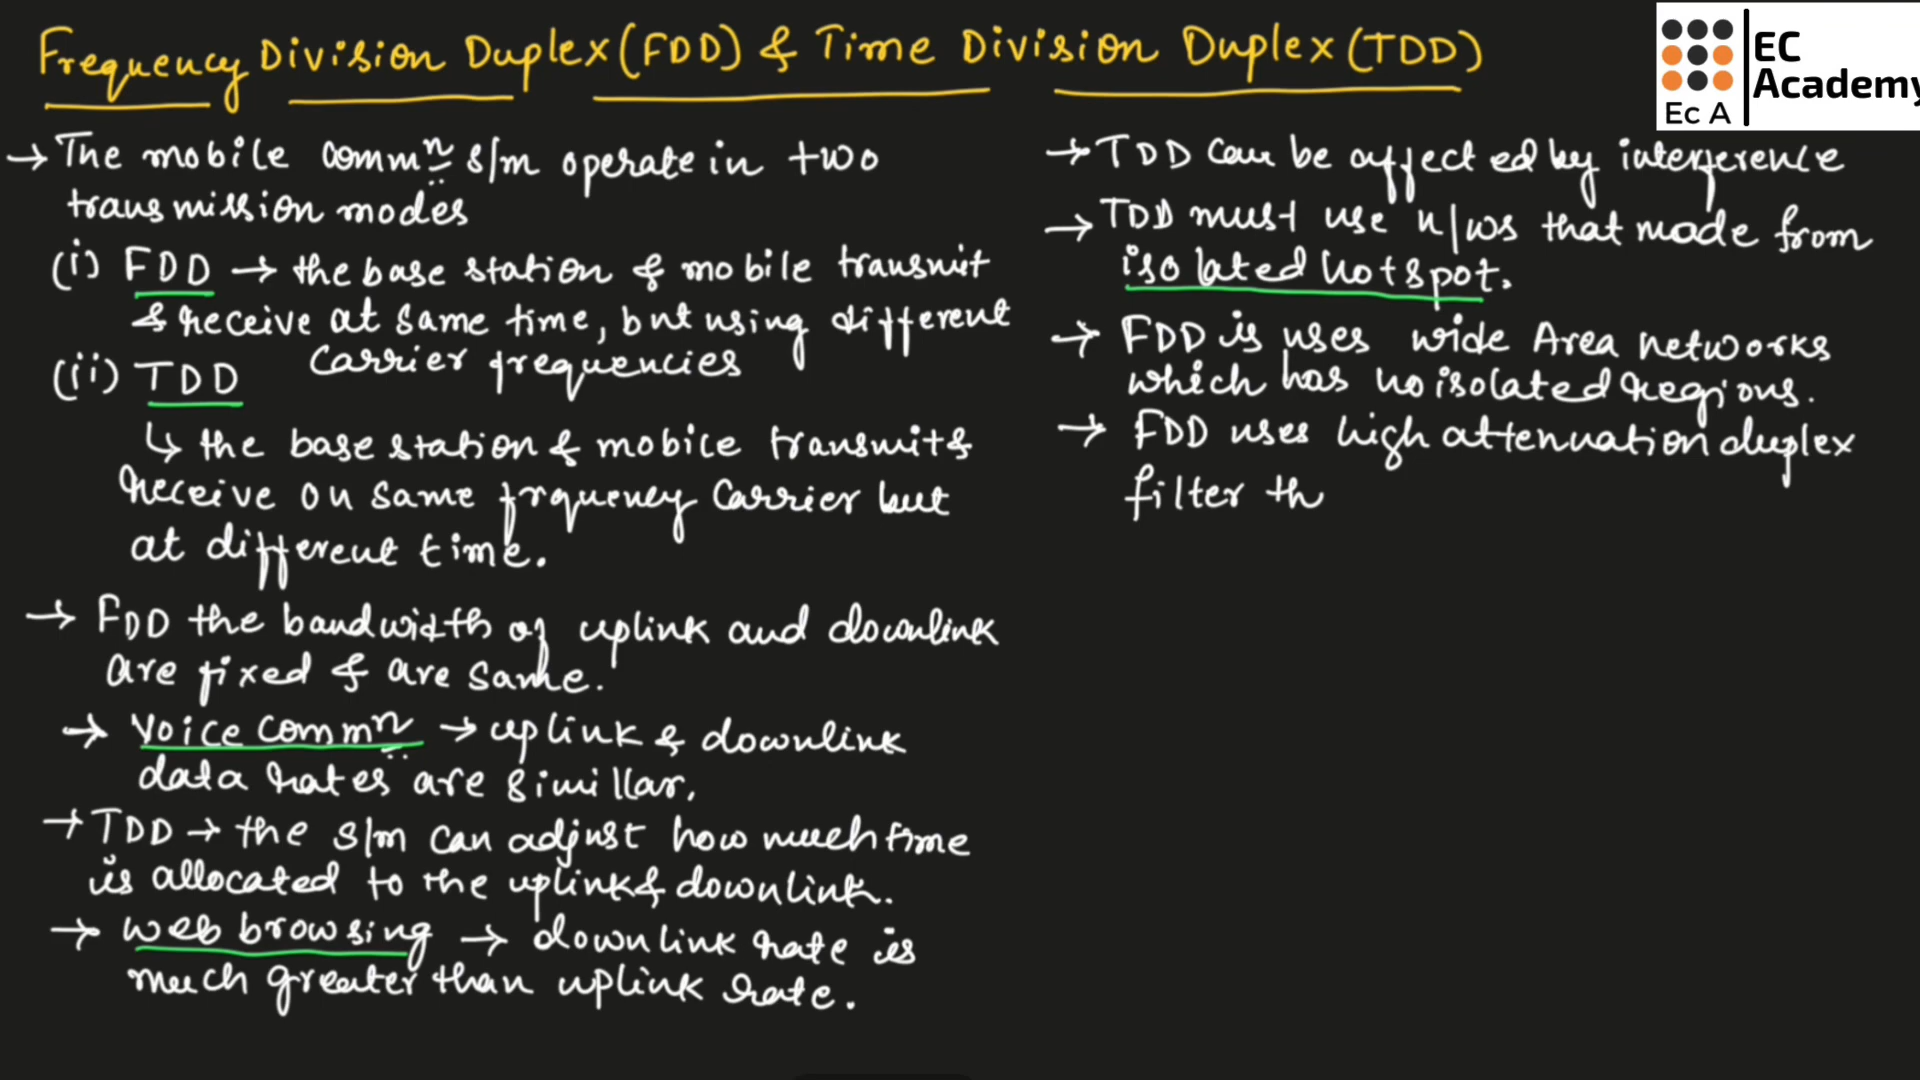 Frequency Division Duplex (FDD) & Time Division Duplex (TDD)
EC
Academy
Ec A
→ The mobile commn s/m operate in two
transmission modes
(i) FDD → the base station & mobile transmit
& receive at same time, but using different
carrier frequencies
(ii) TDD
↳ the base station & mobile transmit &
receive on same frquency carrier but
at different time.
→ FDD the bandwidth of uplink and downlink
are fixed & are same.
→ Voice commn → uplink & downlink
data rates are simillar.
→ TDD → the s/m can adjust how much time
is allocated to the uplink & downlink.
→ web browsing → downlink rate is
much greater than uplink rate.
→ TDD can be affected by interference
→ TDD must use n/ws that made from
isolated hotspot.
→ FDD is uses wide Area networks
which has no isolated regions.
→ FDD uses high attenuation duplex
filter th